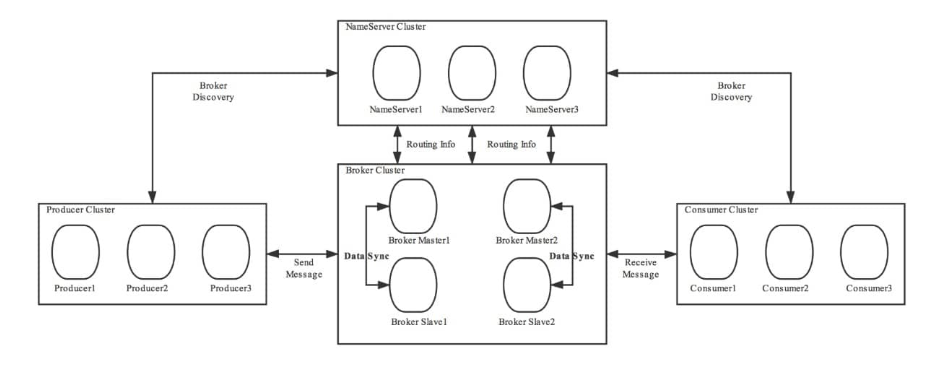 NameServer Cluster
NameServer1 NameServer2 NameServer3
Broker
Discovery
Broker
Discovery
Routing Info Routing Info
Broker Cluster
Producer Cluster
Consumer Cluster
Broker Master1 Broker Master2
Data Sync Data Sync
Send
Message
Receive
Message
Producer1 Producer2 Producer3
Consumer1 Consumer2 Consumer3
Broker Slave1 Broker Slave2